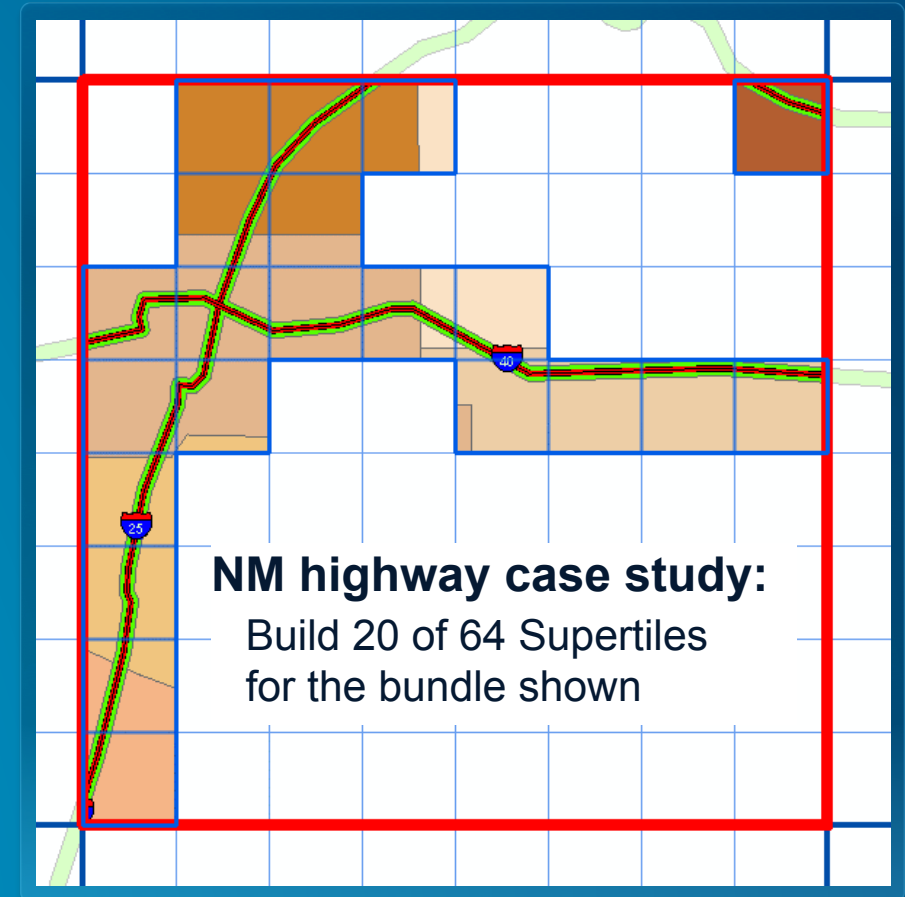 40
25
NM highway case study:
Build 20 of 64 Supertiles
for the bundle shown